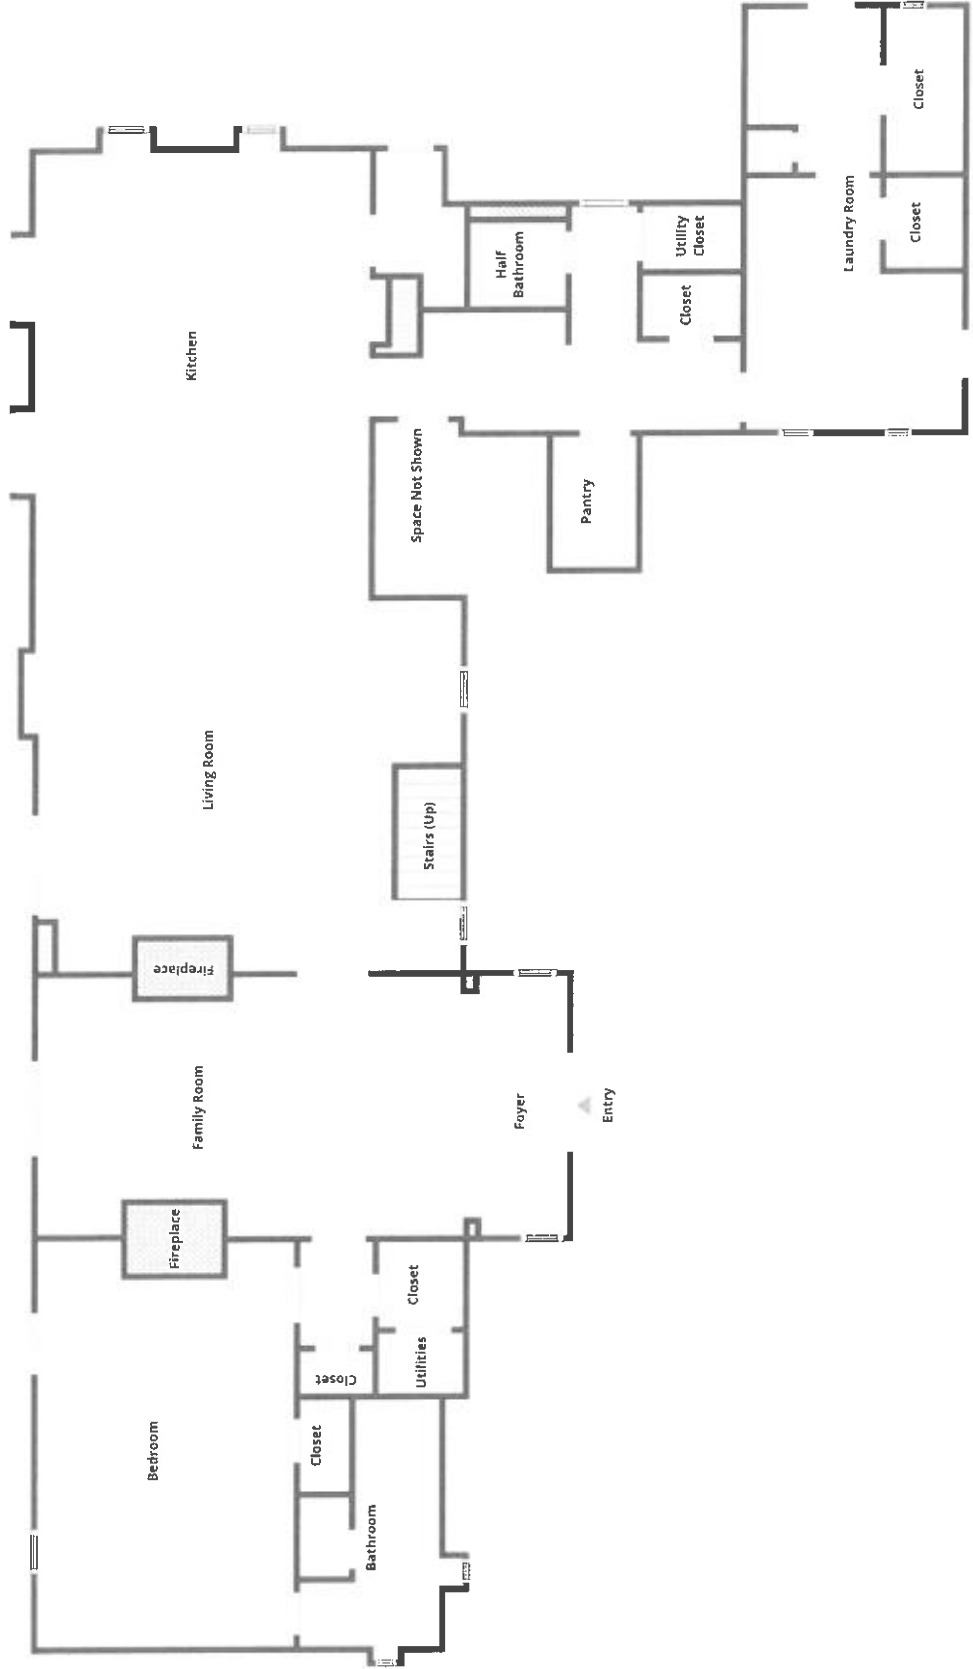 Closet
Closet
Laundry Room
Utility
Closet
Half
Bathroom
Closet
Kitchen
Space Not Shown
Pantry
Living Room
Stairs (Up)
fireplace
Family Room
Foyer
Entry
Fireplace
Closet
Utilities
Closet
Closet
Bedroom
Bathroom